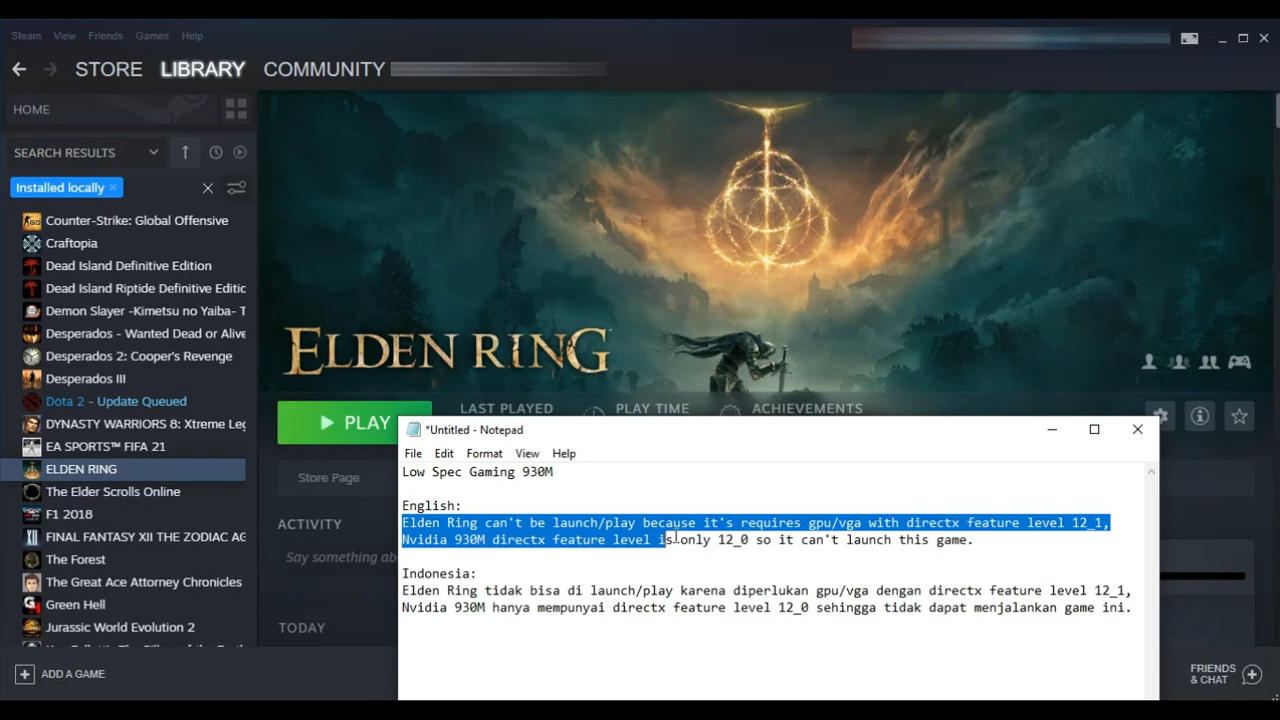 Steam View Friends Games Help
STORE LIBRARY COMMUNITY
HOME
SEARCH RESULTS
Installed locally ×
Counter-Strike: Global Offensive
Craftopia
Dead Island Definitive Edition
Dead Island Riptide Definitive Editic
Demon Slayer -Kimetsu no Yaiba- T
Desperados - Wanted Dead or Alive
Desperados 2: Cooper's Revenge
Desperados III
Dota 2 - Update Queued
DYNASTY WARRIORS 8: Xtreme Leg
EA SPORTS™ FIFA 21
ELDEN RING
The Elder Scrolls Online
F1 2018
FINAL FANTASY XII THE ZODIAC AG
The Forest
The Great Ace Attorney Chronicles
Green Hell
Jurassic World Evolution 2
ADD A GAME
ELDEN RING
PLAY
LAST PLAYED PLAY TIME ACHIEVEMENTS
Store Page
ACTIVITY
Say something ab
TODAY
*Untitled - Notepad
File Edit Format View Help
Low Spec Gaming 930M
English:
Elden Ring can't be launch/play because it's requires gpu/vga with directx feature level 12_1,
Nvidia 930M directx feature level is only 12_0 so it can't launch this game.
Indonesia:
Elden Ring tidak bisa di launch/play karena diperlukan gpu/vga dengan directx feature level 12_1,
Nvidia 930M hanya mempunyai directx feature level 12_0 sehingga tidak dapat menjalankan game ini.
FRIENDS
& CHAT